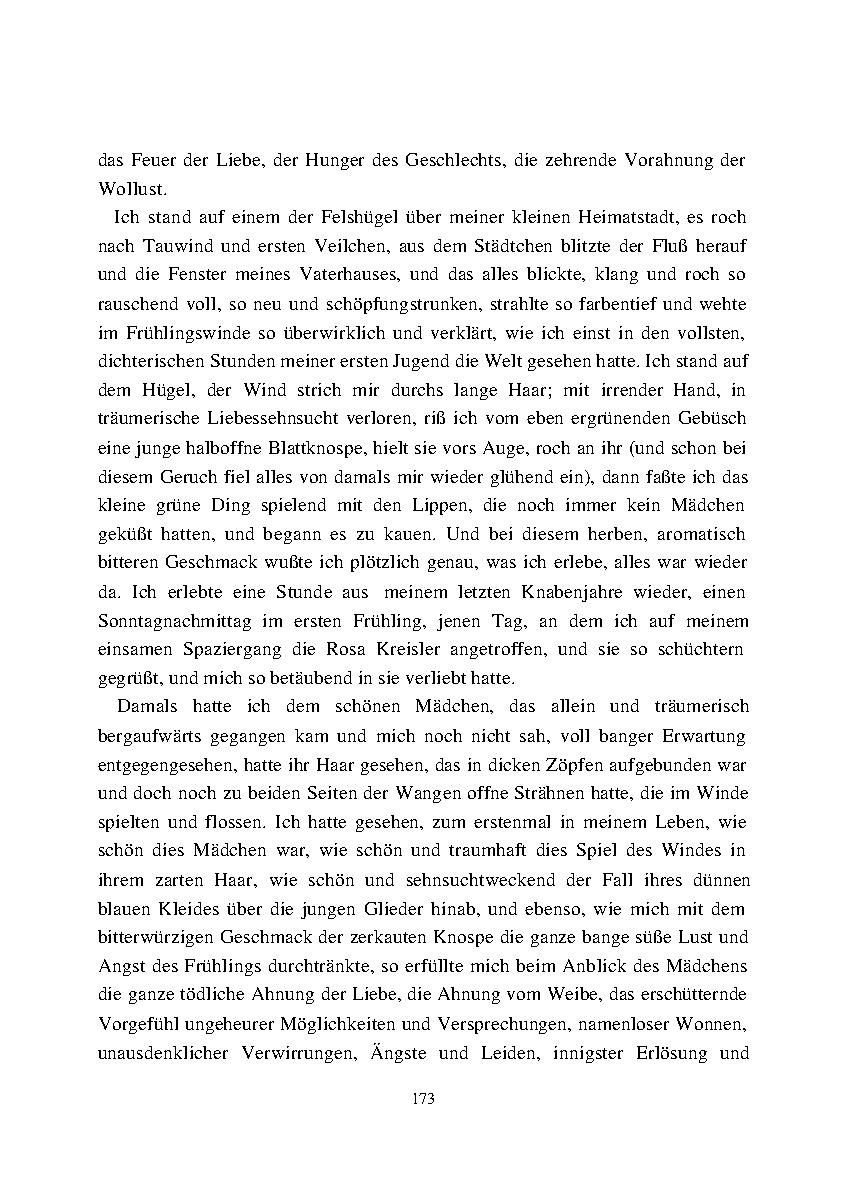 das Feuer der Liebe, der Hunger des Geschlechts, die zehrende Vorahnung der
Wollust.
Ich stand auf einem der Felshügel über meiner kleinen Heimatstadt, es roch
nach Tauwind und ersten Veilchen, aus dem Städtchen blitzte der Fluß herauf
und die Fenster meines Vaterhauses, und das alles blickte, klang und roch so
rauschend voll, so neu und schöpfungstrunken, strahlte so farbentief und wehte
im Frühlingswinde so überwirklich und verklärt, wie ich einst in den vollsten,
dichterischen Stunden meiner ersten Jugend die Welt gesehen hatte. Ich stand auf
dem Hügel, der Wind strich mir durchs lange Haar; mit irrender Hand, in
träumerische Liebessehnsucht verloren, riß ich vom eben ergrünenden Gebüsch
eine junge halboffne Blattknospe, hielt sie vors Auge, roch an ihr (und schon bei
diesem Geruch fiel alles von damals mir wieder glühend ein), dann faßte ich das
kleine grüne Ding spielend mit den Lippen, die noch immer kein Mädchen
geküßt hatten, und begann es zu kauen. Und bei diesem herben, aromatisch
bitteren Geschmack wußte ich plötzlich genau, was ich erlebe, alles war wieder
da. Ich erlebte eine Stunde aus meinem letzten Knabenjahre wieder, einen
Sonntagnachmittag im ersten Frühling, jenen Tag, an dem ich auf meinem
einsamen Spaziergang die Rosa Kreisler angetroffen, und sie so schüchtern
gegrüßt, und mich so betäubend in sie verliebt hatte.
Damals hatte ich dem schönen Mädchen, das allein und träumerisch
bergaufwärts gegangen kam und mich noch nicht sah, voll banger Erwartung
entgegengesehen, hatte ihr Haar gesehen, das in dicken Zöpfen aufgebunden war
und doch noch zu beiden Seiten der Wangen offne Strähnen hatte, die im Winde
spielten und flossen. Ich hatte gesehen, zum erstenmal in meinem Leben, wie
schön dies Mädchen war, wie schön und traumhaft dies Spiel des Windes in
ihrem zarten Haar, wie schön und sehnsuchtweckend der Fall ihres dünnen
blauen Kleides über die jungen Glieder hinab, und ebenso, wie mich mit dem
bitterwürzigen Geschmack der zerkauten Knospe die ganze bange süße Lust und
Angst des Frühlings durchtränkte, so erfüllte mich beim Anblick des Mädchens
die ganze tödliche Ahnung der Liebe, die Ahnung vom Weibe, das erschütternde
Vorgefühl ungeheurer Möglichkeiten und Versprechungen, namenloser Wonnen,
unausdenklicher Verwirrungen, Ängste und Leiden, innigster Erlösung und
173